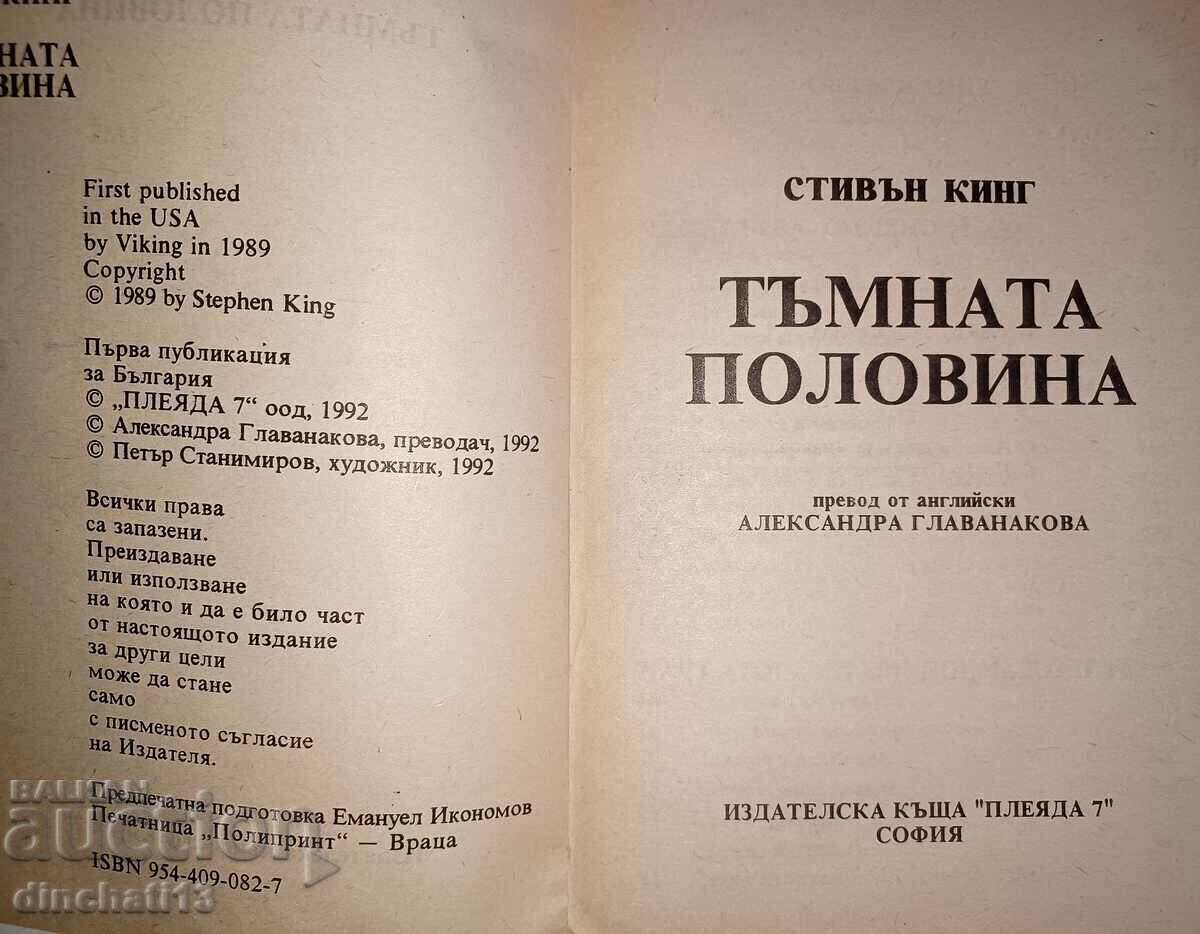 КИНГ
НАТА
ВИНА
First published
in the USA
by Viking in 1989
Copyright
© 1989 by Stephen King
Първа публикация
за България
© „ПЛЕЯДА 7“ оод, 1992
© Александра Главанакова, преводач, 1992
© Петър Станимиров, художник, 1992
Всички права
са запазени.
Преиздаване
или използване
на която и да е било част
от настоящото издание
за други цели
може да стане
само
с писменото съгласие
на Издателя.
Предпечатна подготовка Емануел Икономов
Печатница „Полипринт“ — Враца
ISBN 954-409-082-7
СТИВЪН КИНГ
ТЪМНАТА
ПОЛОВИНА
превод от английски
АЛЕКСАНДРА ГЛАВАНАКОВА
ИЗДАТЕЛСКА КЪЩА "ПЛЕЯДА 7"
СОФИЯ
BALKAN
auction
dinchati13